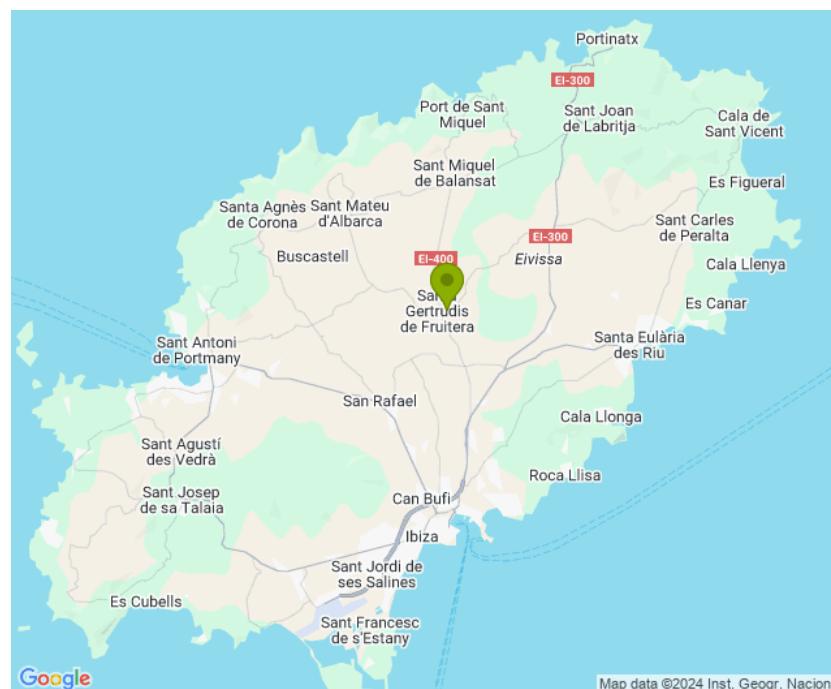 Portinatx
EI-300
Port de Sant
Miquel
Sant Joan
de Labritja
Cala de
Sant Vicent
Sant Miquel
de Balansat
Es Figueral
Santa Agnès
de Corona
Sant Mateu
d'Albarca
Sant Carles
de Peralta
EI-300
Buscastell
EI-400
Eivissa
Cala Llenya
Gertrudis
de Fruitera
Es Canar
Sant Antoni
de Portmany
Santa Eulària
des Riu
San Rafael
Cala Llonga
Sant Agustí
des Vedrà
Roca Llisa
Sant Josep
de sa Talaia
Can Bufi
Ibiza
Sant Jordi de
ses Salines
Es Cubells
Sant Francesc
de s'Estany
Google
Map data ©2024 Inst. Geogr. Nacion